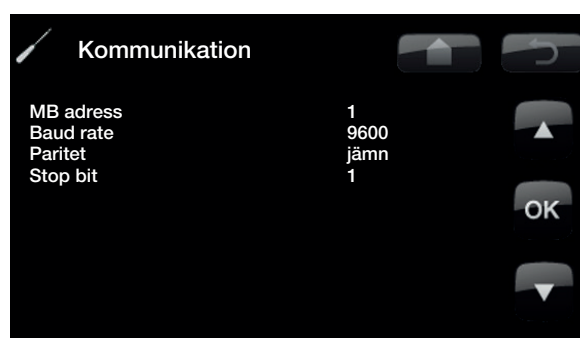 Kommunikation
MB adress 1
Baud rate 9600
Paritet jämn
Stop bit 1
OK